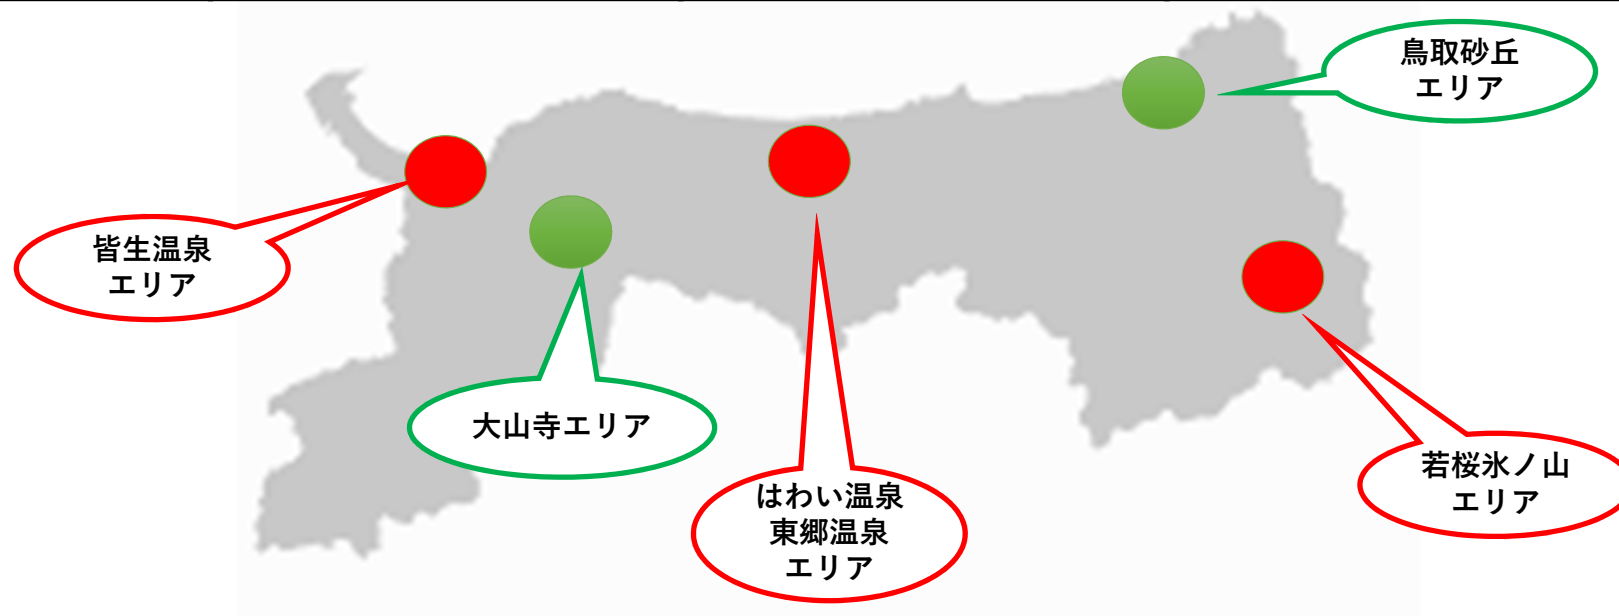 鳥取砂丘
エリア
皆生温泉
エリア
大山寺エリア
はわい温泉
東郷温泉
エリア
若桜氷ノ山
エリア